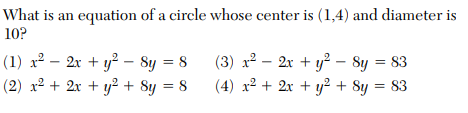 What is an equation of a circle whose center is (1,4) and diameter is
10?
(1) x² − 2x + y² − 8y = 8 (3) x² − 2x + y² − 8y = 83
(2) x² + 2x + y² + 8y = 8 (4) x² + 2x + y² + 8y = 83